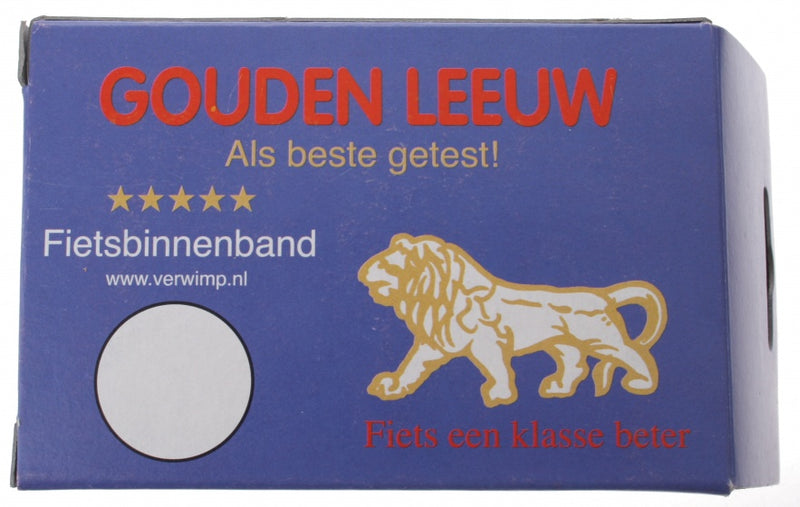 GOUDEN LEEUW
Als beste getest!
Fietsbinnenband
www.verwimp.nl
Fiets een klasse beter